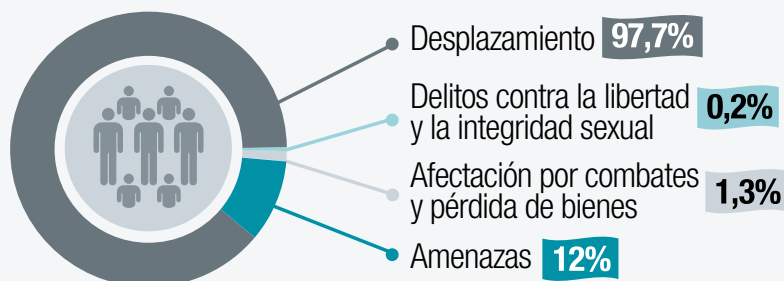 Desplazamiento 97,7%
Delitos contra la libertad
y la integridad sexual 0,2%
Afectación por combates
y pérdida de bienes 1,3%
Amenazas 12%